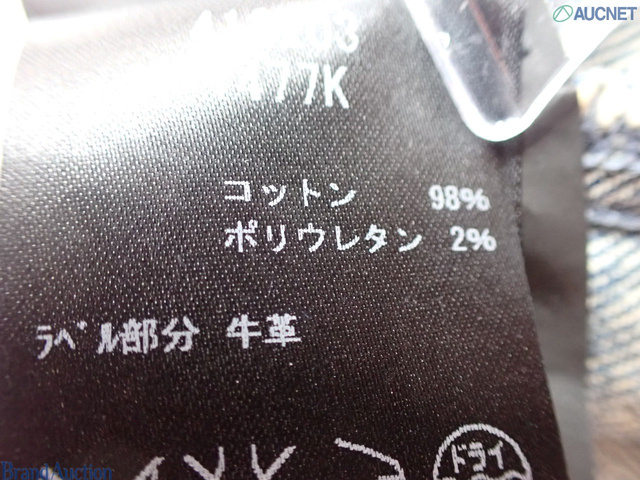 AUCNET
コットン 98%
ポリウレタン 2%
ﾗﾍﾞﾙ部分 牛革
ドライ
Brand Auction